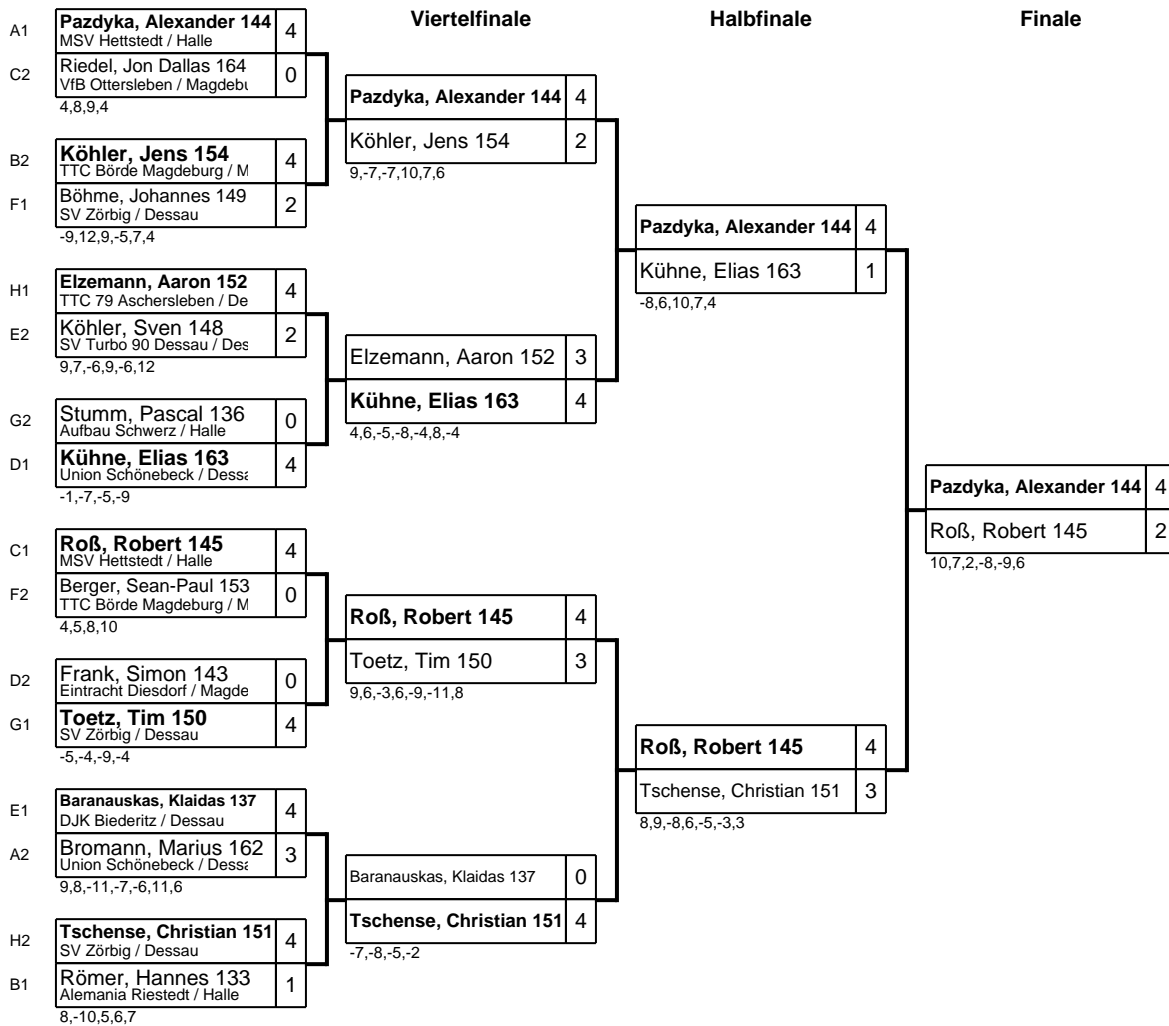 Viertelfinale
Halbfinale
Finale
A1
Pazdyka, Alexander 144
4
MSV Hettstedt / Halle
C2
Riedel, Jon Dallas 164
0
VfB Ottersleben / Magdebu
4,8,9,4
B2
Köhler, Jens 154
4
TTC Börde Magdeburg / M
F1
Böhme, Johannes 149
2
SV Zörbig / Dessau
-9,12,9,-5,7,4
H1
Elzemann, Aaron 152
4
TTC 79 Aschersleben / De
E2
Köhler, Sven 148
2
SV Turbo 90 Dessau / Des
9,7,-6,9,-6,12
G2
Stumm, Pascal 136
0
Aufbau Schwerz / Halle
D1
Kühne, Elias 163
4
Union Schönebeck / Dessa
-1,-7,-5,-9
C1
Roß, Robert 145
4
MSV Hettstedt / Halle
F2
Berger, Sean-Paul 153
0
TTC Börde Magdeburg / M
4,5,8,10
D2
Frank, Simon 143
0
Eintracht Diesdorf / Magde
G1
Toetz, Tim 150
4
SV Zörbig / Dessau
-5,-4,-9,-4
E1
Baranauskas, Klaidas 137
4
DJK Biederitz / Dessau
A2
Bromann, Marius 162
3
Union Schönebeck / Dessa
9,8,-11,-7,-6,11,6
H2
Tschense, Christian 151
4
SV Zörbig / Dessau
B1
Römer, Hannes 133
1
Alemania Riestedt / Halle
8,-10,5,6,7
Pazdyka, Alexander 144
4
Köhler, Jens 154
2
9,-7,-7,10,7,6
Elzemann, Aaron 152
3
Kühne, Elias 163
4
4,6,-5,-8,-4,8,-4
Roß, Robert 145
4
Toetz, Tim 150
3
9,6,-3,6,-9,-11,8
Baranauskas, Klaidas 137
0
Tschense, Christian 151
4
-7,-8,-5,-2
Pazdyka, Alexander 144
4
Kühne, Elias 163
1
-8,6,10,7,4
Roß, Robert 145
4
Tschense, Christian 151
3
8,9,-8,6,-5,-3,3
Pazdyka, Alexander 144
4
Roß, Robert 145
2
10,7,2,-8,-9,6